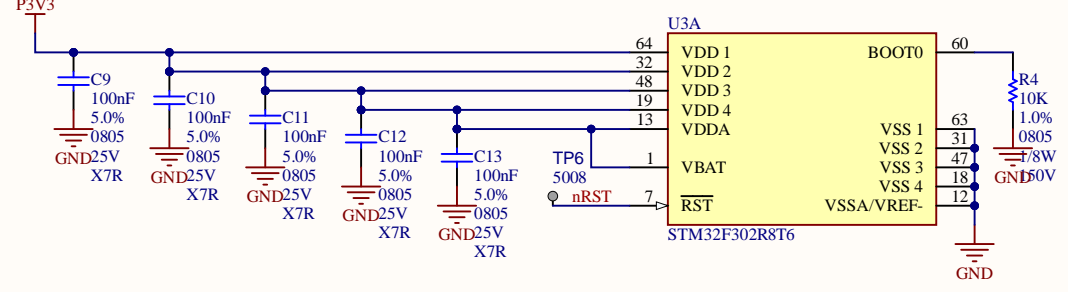 P3V3
U3A
64
VDD 1
BOOT0
60
32
VDD 2
48
VDD 3
19
VDD 4
13
VDDA
1
VBAT
7
RST
VSS 1
63
VSS 2
31
VSS 3
47
VSS 4
18
VSSA/VREF-
12
STM32F302R8T6
C9
100nF
5.0%
0805
25V
X7R
GND
C10
100nF
5.0%
0805
25V
X7R
GND
C11
100nF
5.0%
0805
25V
X7R
GND
C12
100nF
5.0%
0805
25V
X7R
GND
C13
100nF
5.0%
0805
25V
X7R
GND
TP6
5008
nRST
R4
10K
1.0%
0805
1/8W
150V
GND
GND